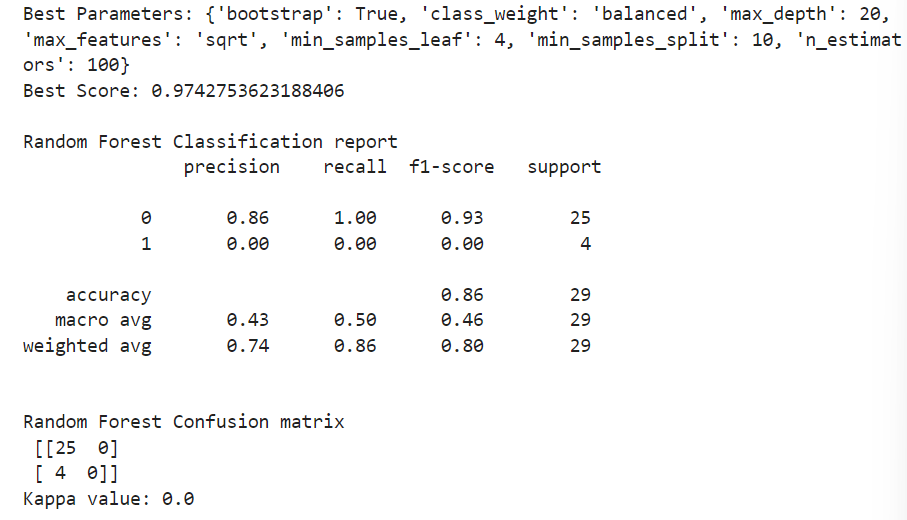 Best Parameters: {'bootstrap': True, 'class_weight': 'balanced', 'max_depth': 20,
'max_features': 'sqrt', 'min_samples_leaf': 4, 'min_samples_split': 10, 'n_estimat
ors': 100}
Best Score: 0.9742753623188406
Random Forest Classification report
precision recall f1-score support
0 0.86 1.00 0.93 25
1 0.00 0.00 0.00 4
accuracy 0.86 29
macro avg 0.43 0.50 0.46 29
weighted avg 0.74 0.86 0.80 29
Random Forest Confusion matrix
[[25 0]
[ 4 0]]
Kappa value: 0.0